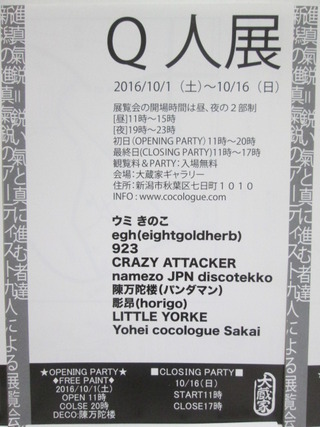 Q 人展
2016/10/1（土）～10/16（日）
展覧会の開場時間は昼、夜の２部制
[昼]11時～15時
[夜]19時～23時
初日(OPENING PARTY)11時～20時
最終日(CLOSING PARTY)11時～17時
観覧料＆PARTY：入場無料
会場：大蔵家ギャラリー
住所：新潟市秋葉区七日町１０１０
INFO : www.cocologue.com
ウミ きのこ
egh(eightgoldherb)
923
CRAZY ATTACKER
namezo JPN discotekko
陳万陀楼(バンダマン)
彫昂(horigo)
LITTLE YORKE
Yohei cocologue Sakai
★OPENING PARTY★
◆FREE PAINT◆
2016/10/1(土)
OPEN 11時
COLSE 20時
DECO:陳万陀楼
■CLOSING PARTY■
10/16(日)
START11時
CLOSE17時
大蔵家